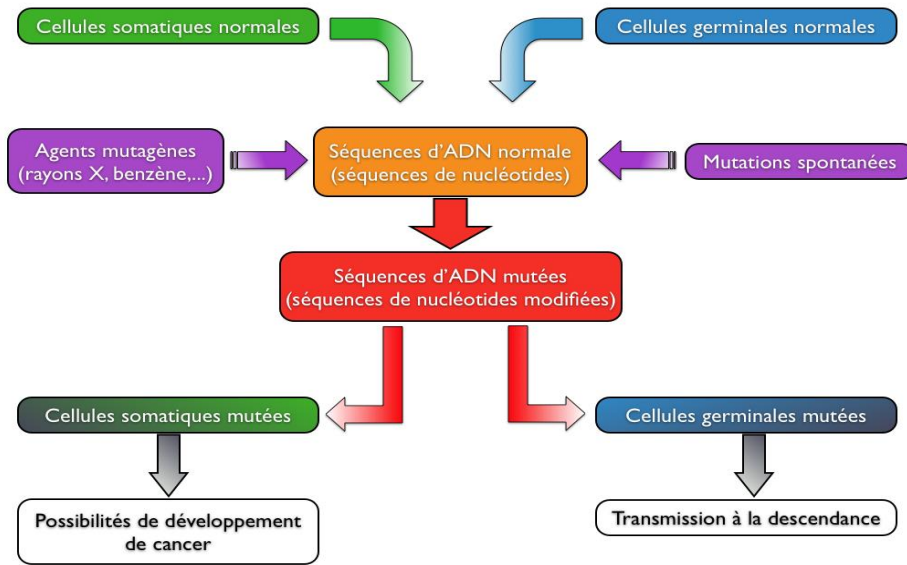 Cellules somatiques normales
Cellules germinales normales
Agents mutagènes
(rayons X, benzène,...)
Séquences d'ADN normale
(séquences de nucléotides)
Mutations spontanées
Séquences d'ADN mutées
(séquences de nucléotides modifiées)
Cellules somatiques mutées
Cellules germinales mutées
Possibilités de développement
de cancer
Transmission à la descendance